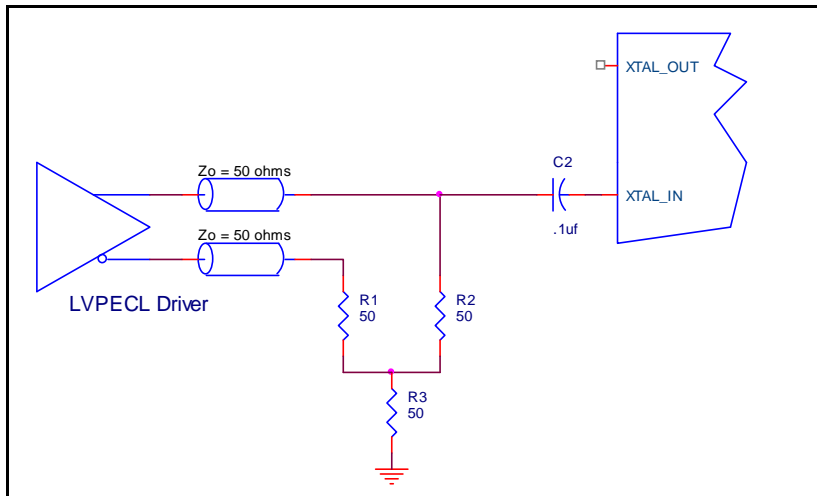 XTAL_OUT
Zo = 50 ohms
C2
XTAL_IN
.1uf
Zo = 50 ohms
LVPECL Driver
R1
50
R2
50
R3
50